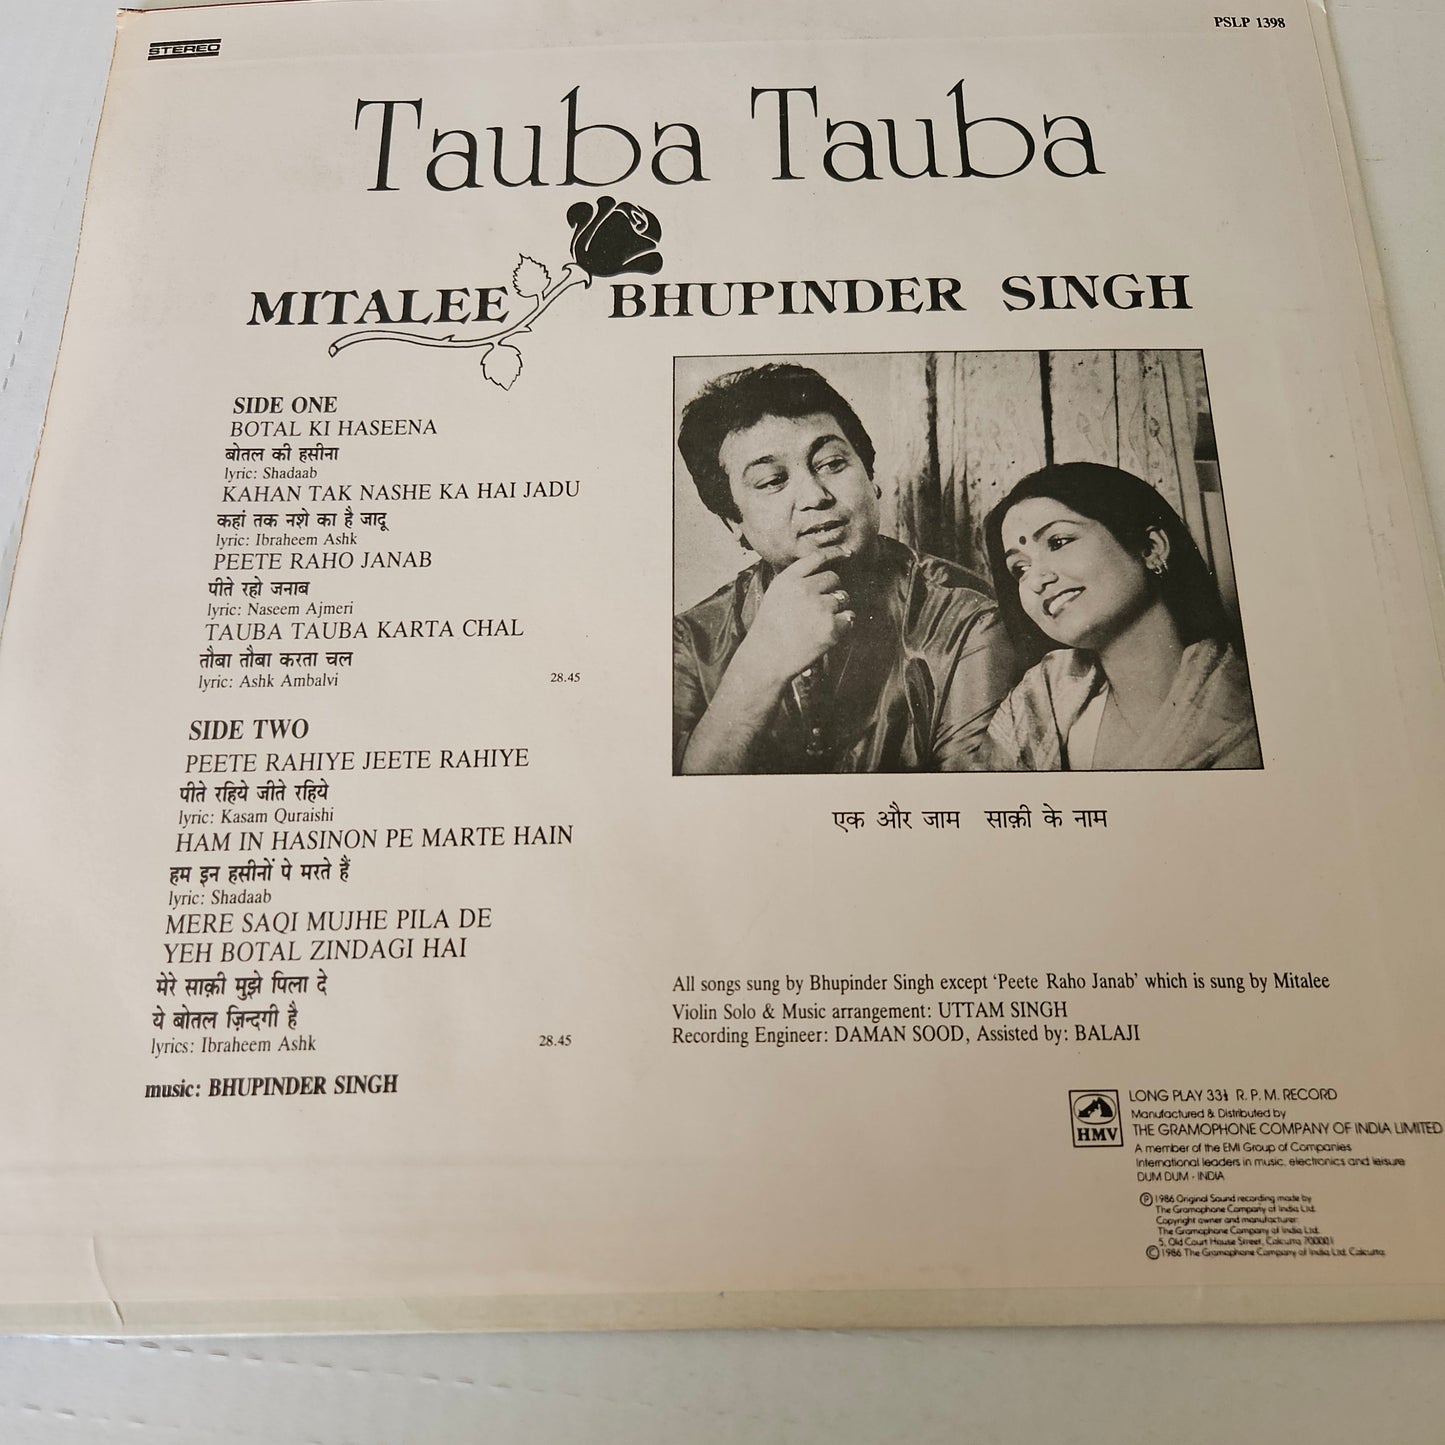 STEREO
PSLP 1398
Tauba Tauba
MITALEE BHUPINDER SINGH
SIDE ONE
BOTAL KI HASEENA
बोतल की हसीना
lyric: Shadaab
KAHAN TAK NASHE KA HAI JADU
कहां तक नशे का है जादू
lyric: Ibraheem Ashk
PEETE RAHO JANAB
पीते रहो जनाब
lyric: Naseem Ajmeri
TAUBA TAUBA KARTA CHAL
तौबा तौबा करता चल
lyric: Ashk Ambalvi 28.45
SIDE TWO
PEETE RAHIYE JEETE RAHIYE
पीते रहिये जीते रहिये
lyric: Kasam Quraishi
HAM IN HASINON PE MARTE HAIN
हम इन हसीनों पे मरते हैं
lyric: Shadaab
MERE SAQI MUJHE PILA DE
YEH BOTAL ZINDAGI HAI
मेरे साक़ी मुझे पिला दे
ये बोतल ज़िन्दगी है
lyrics: Ibraheem Ashk 28.45
music: BHUPINDER SINGH
एक और जाम साक़ी के नाम
All songs sung by Bhupinder Singh except ‘Peete Raho Janab’ which is sung by Mitalee
Violin Solo & Music arrangement: UTTAM SINGH
Recording Engineer: DAMAN SOOD, Assisted by: BALAJI
HMV
LONG PLAY 33⅓ R. P. M. RECORD
Manufactured & Distributed by
THE GRAMOPHONE COMPANY OF INDIA LIMITED
A member of the EMI Group of Companies
International leaders in music, electronics and leisure
DUM DUM - INDIA
Ⓟ 1986 Original Sound recording made by
The Gramophone Company of India Ltd.
Copyright owner and manufacturer:
The Gramophone Company of India Ltd.
5, Old Court House Street, Calcutta 700001
© 1986 The Gramophone Company of India Ltd. Calcutta